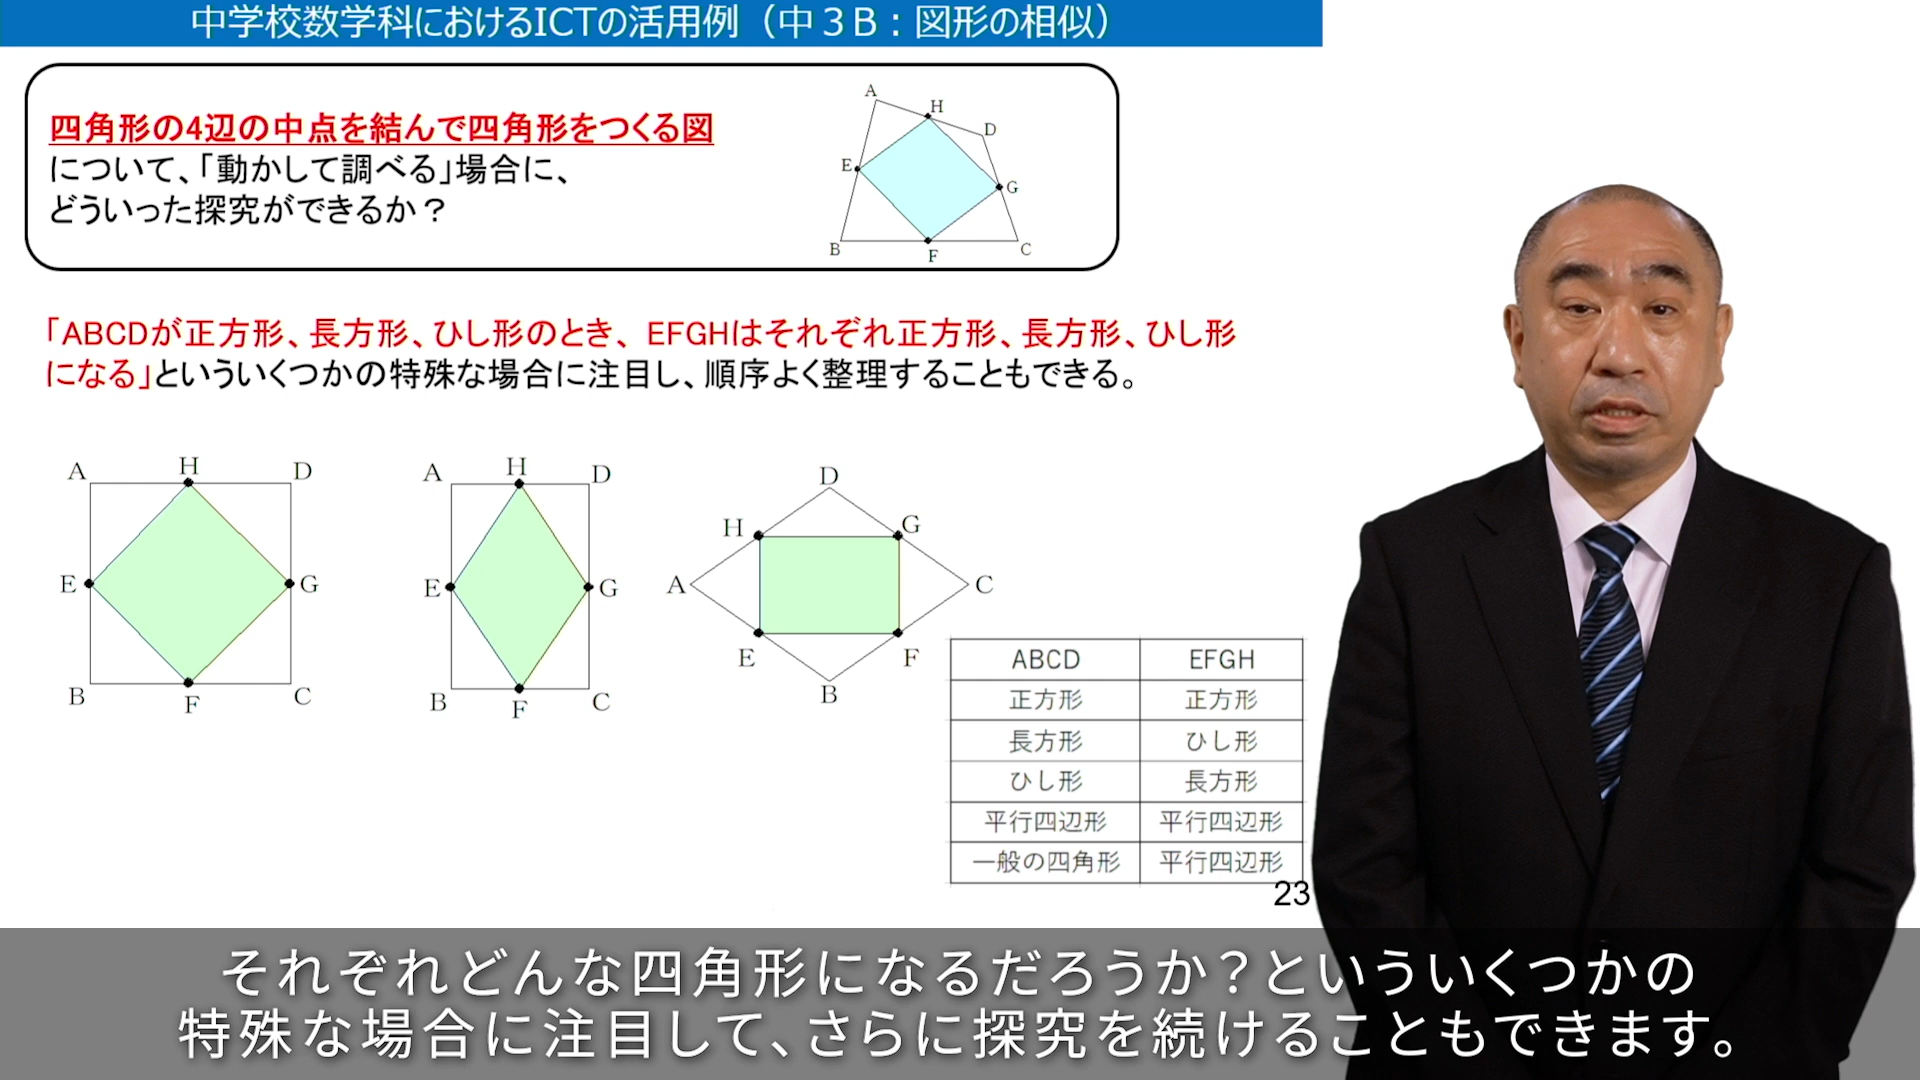 中学校数学科におけるICTの活用例（中３Ｂ：図形の相似）
四角形の4辺の中点を結んで四角形をつくる図
について、「動かして調べる」場合に、
どういった探究ができるか？
A
H
D
E
G
B
F
C
「ABCDが正方形、長方形、ひし形のとき、EFGHはそれぞれ正方形、長方形、ひし形
になる」といういくつかの特殊な場合に注目し、順序よく整理することもできる。
A H D
E G
B F C
A H D
E G
B F C
D
H G
A C
E F
B
ABCD EFGH
正方形 正方形
長方形 ひし形
ひし形 長方形
平行四辺形 平行四辺形
一般の四角形 平行四辺形
23
それぞれどんな四角形になるだろうか？といういくつかの
特殊な場合に注目して、さらに探究を続けることもできます。